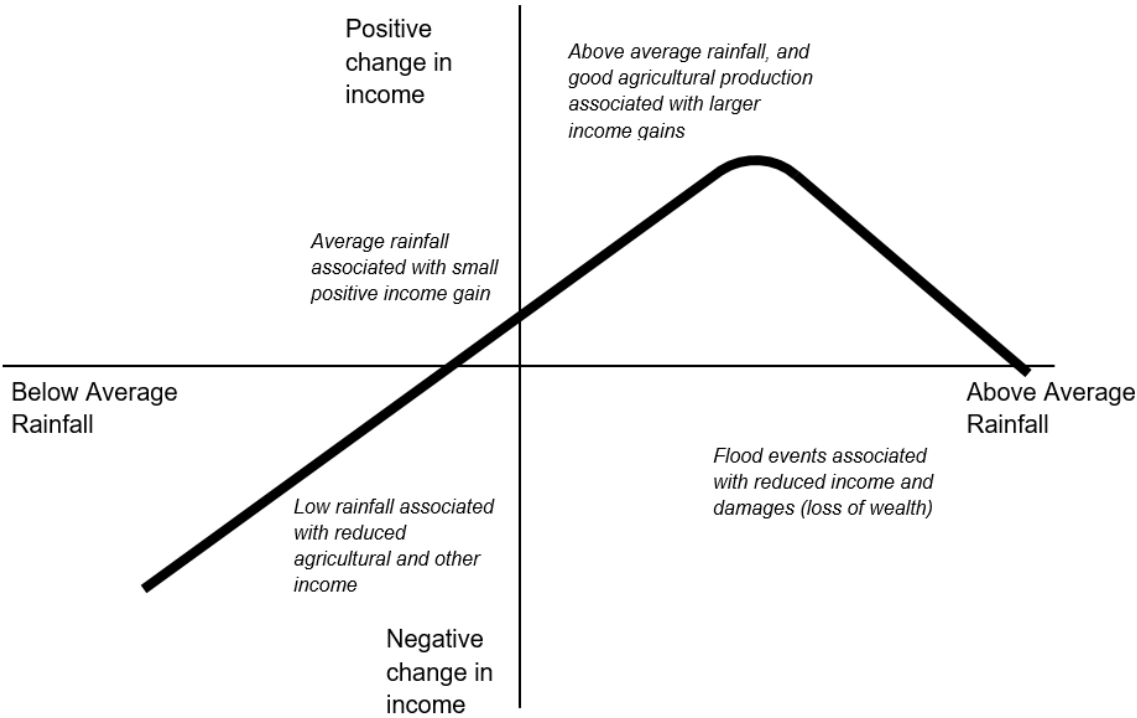 Positive
change in
income
Above average rainfall, and
good agricultural production
associated with larger
income gains
Average rainfall
associated with small
positive income gain
Below Average
Rainfall
Above Average
Rainfall
Flood events associated
with reduced income and
damages (loss of wealth)
Low rainfall associated
with reduced
agricultural and other
income
Negative
change in
income